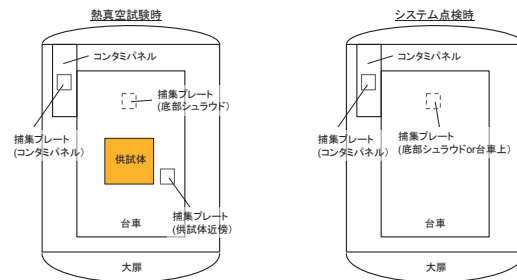 熱真空試験時
コンタミパネル
捕集プレート
(底部シュラウド)
捕集プレート
(コンタミパネル)
供試体
捕集プレート
(供試体近傍)
台車
大扉
システム点検時
コンタミパネル
捕集プレート
(コンタミパネル)
捕集プレート
(底部シュラウドor台車上)
台車
大扉